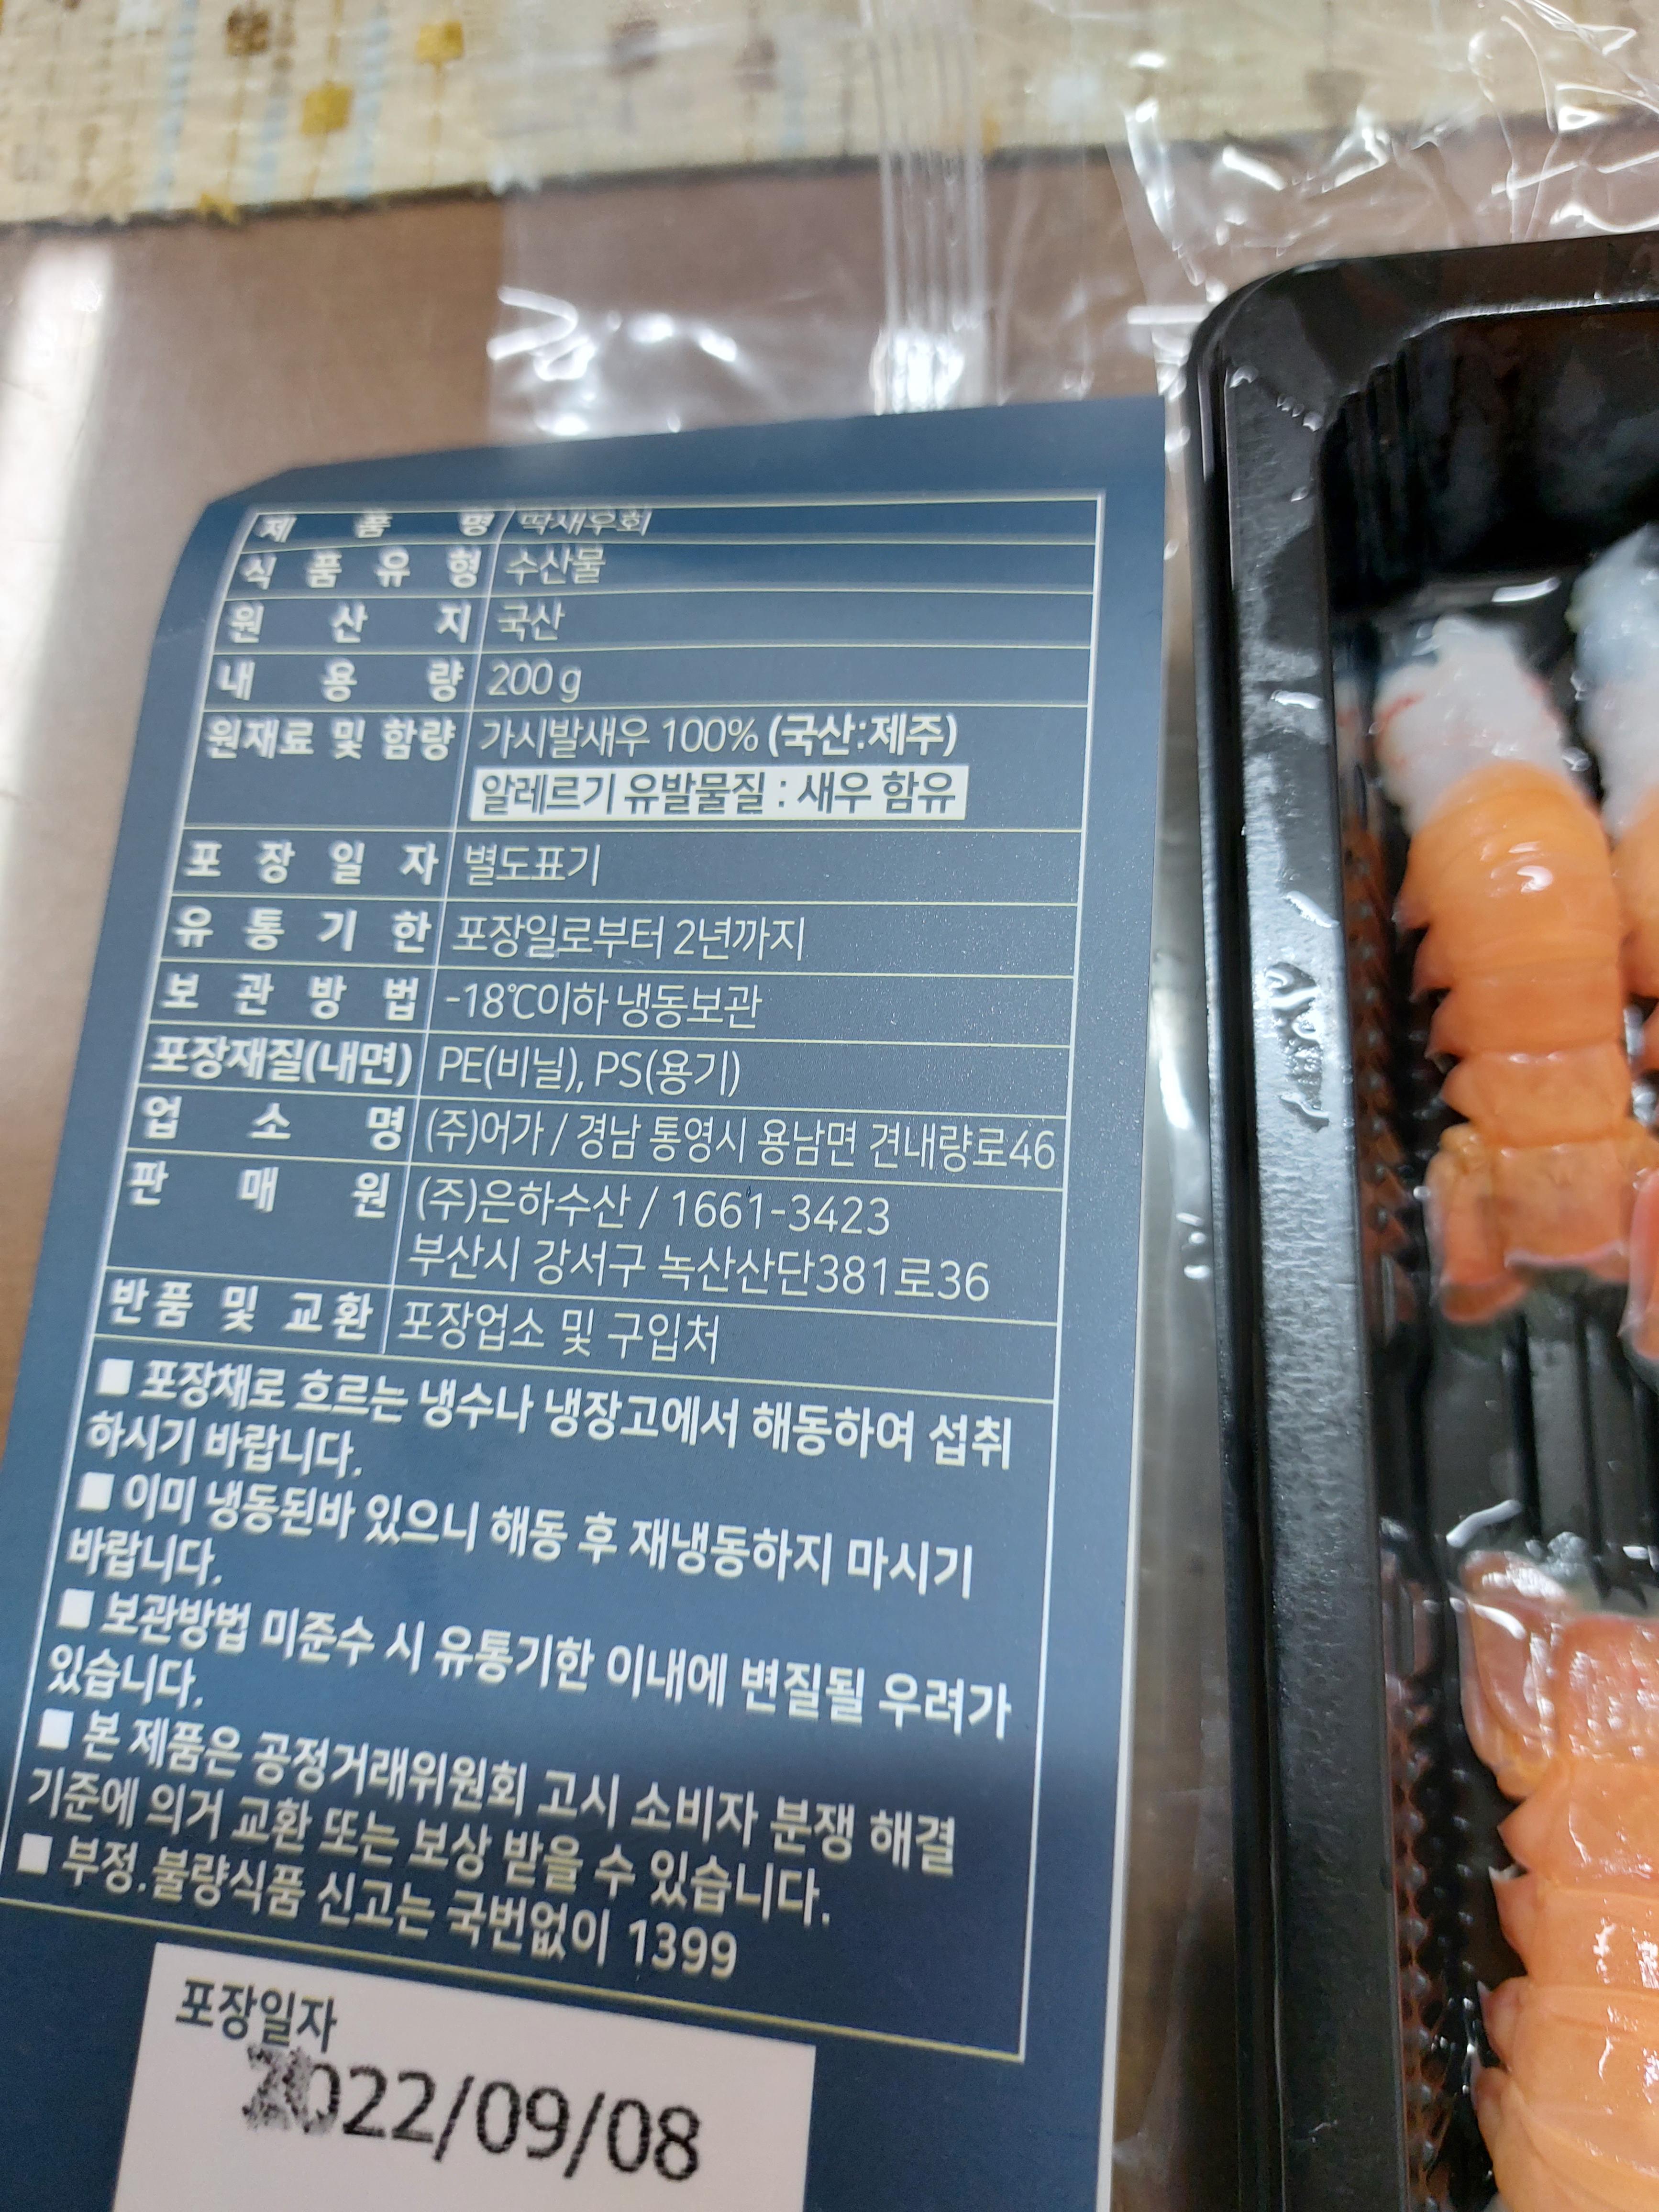 제품명 딱새우회
식품유형 수산물
원산지 국산
내용량 200 g
원재료 및 함량 가시발새우 100% (국산:제주)
알레르기 유발물질 : 새우 함유
포장일자 별도표기
유통기한 포장일로부터 2년까지
보관방법 -18℃이하 냉동보관
포장재질(내면) PE(비닐), PS(용기)
업소명 (주)어가 / 경남 통영시 용남면 견내량로46
판매원 (주)은하수산 / 1661-3423
부산시 강서구 녹산산단381로36
반품 및 교환 포장업소 및 구입처
■ 포장채로 흐르는 냉수나 냉장고에서 해동하여 섭취
하시기 바랍니다.
■ 이미 냉동된바 있으니 해동 후 재냉동하지 마시기
바랍니다.
■ 보관방법 미준수 시 유통기한 이내에 변질될 우려가
있습니다.
■ 본 제품은 공정거래위원회 고시 소비자 분쟁 해결
기준에 의거 교환 또는 보상 받을 수 있습니다.
■ 부정.불량식품 신고는 국번없이 1399
포장일자
2022/09/08